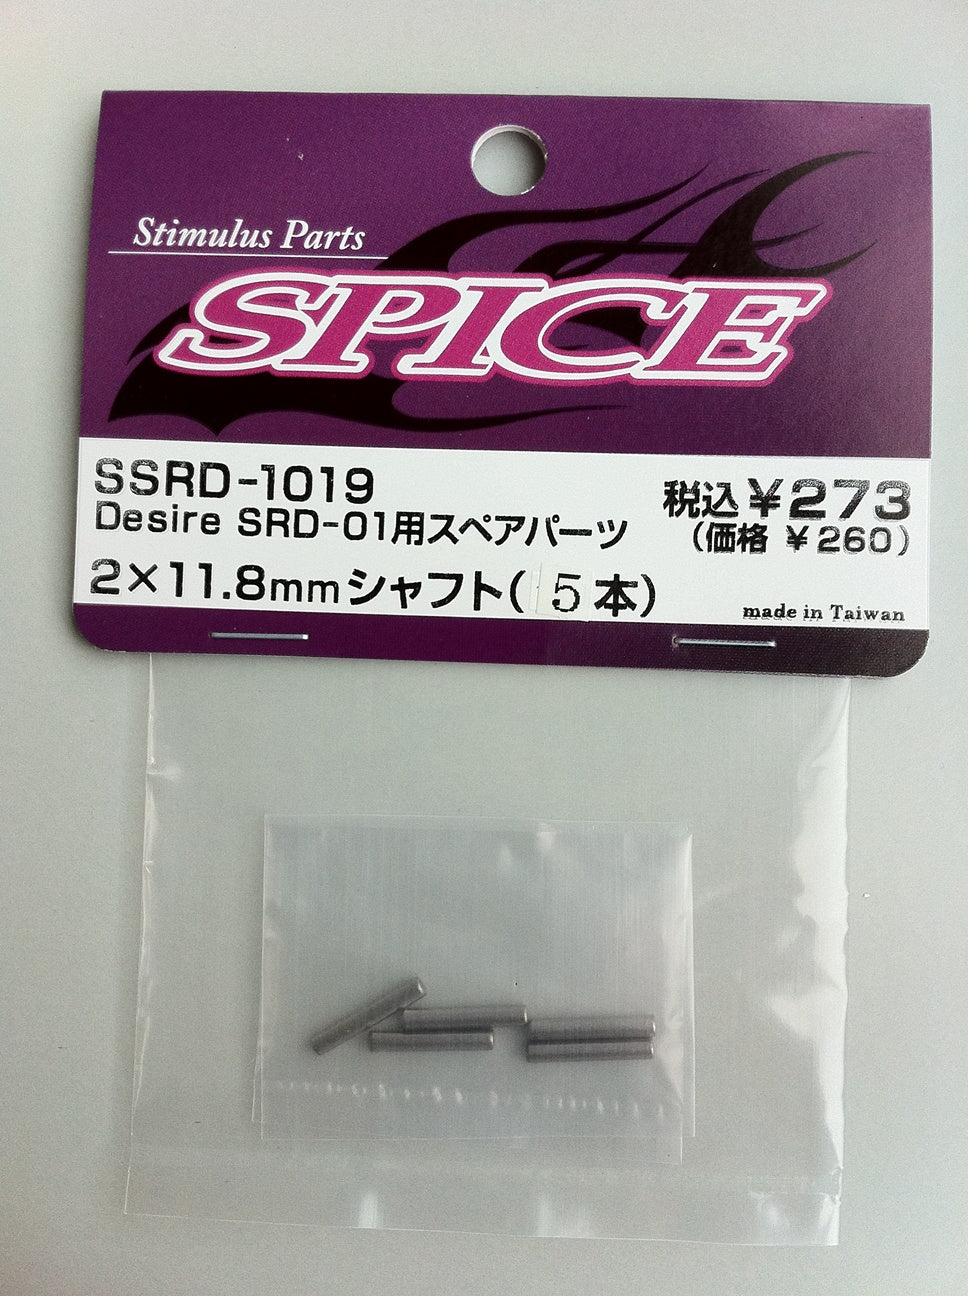 Stimulus Parts
SPICE
SSRD-1019
Desire SRD-01用スペアパーツ
2×11.8mmシャフト(5本)
税込¥273
(価格 ¥260)
made in Taiwan